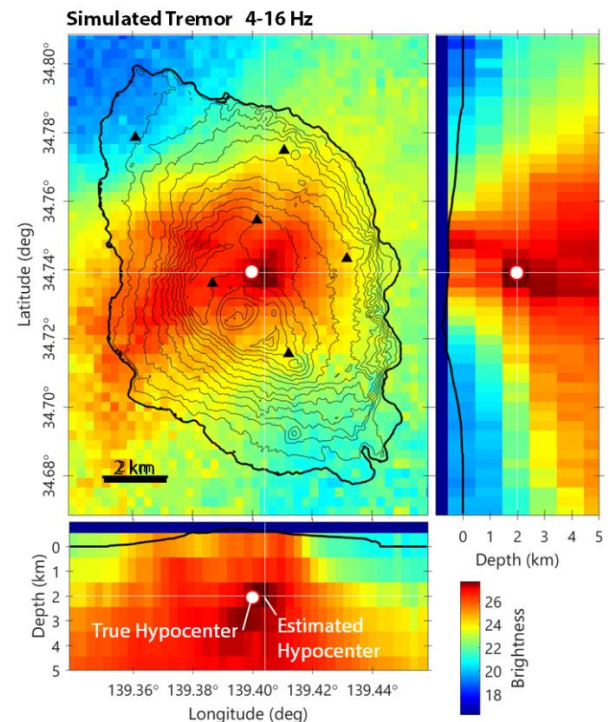 Simulated Tremor 4-16 Hz
34.80°
34.78°
34.76°
34.74°
34.72°
34.70°
34.68°
Latitude (deg)
2 km
0 1 2 3 4 5
Depth (km)
0
1
2
3
4
5
Depth (km)
True Hypocenter
Estimated
Hypocenter
139.36° 139.38° 139.40° 139.42° 139.44°
Longitude (deg)
26
24
22
20
18
Brightness